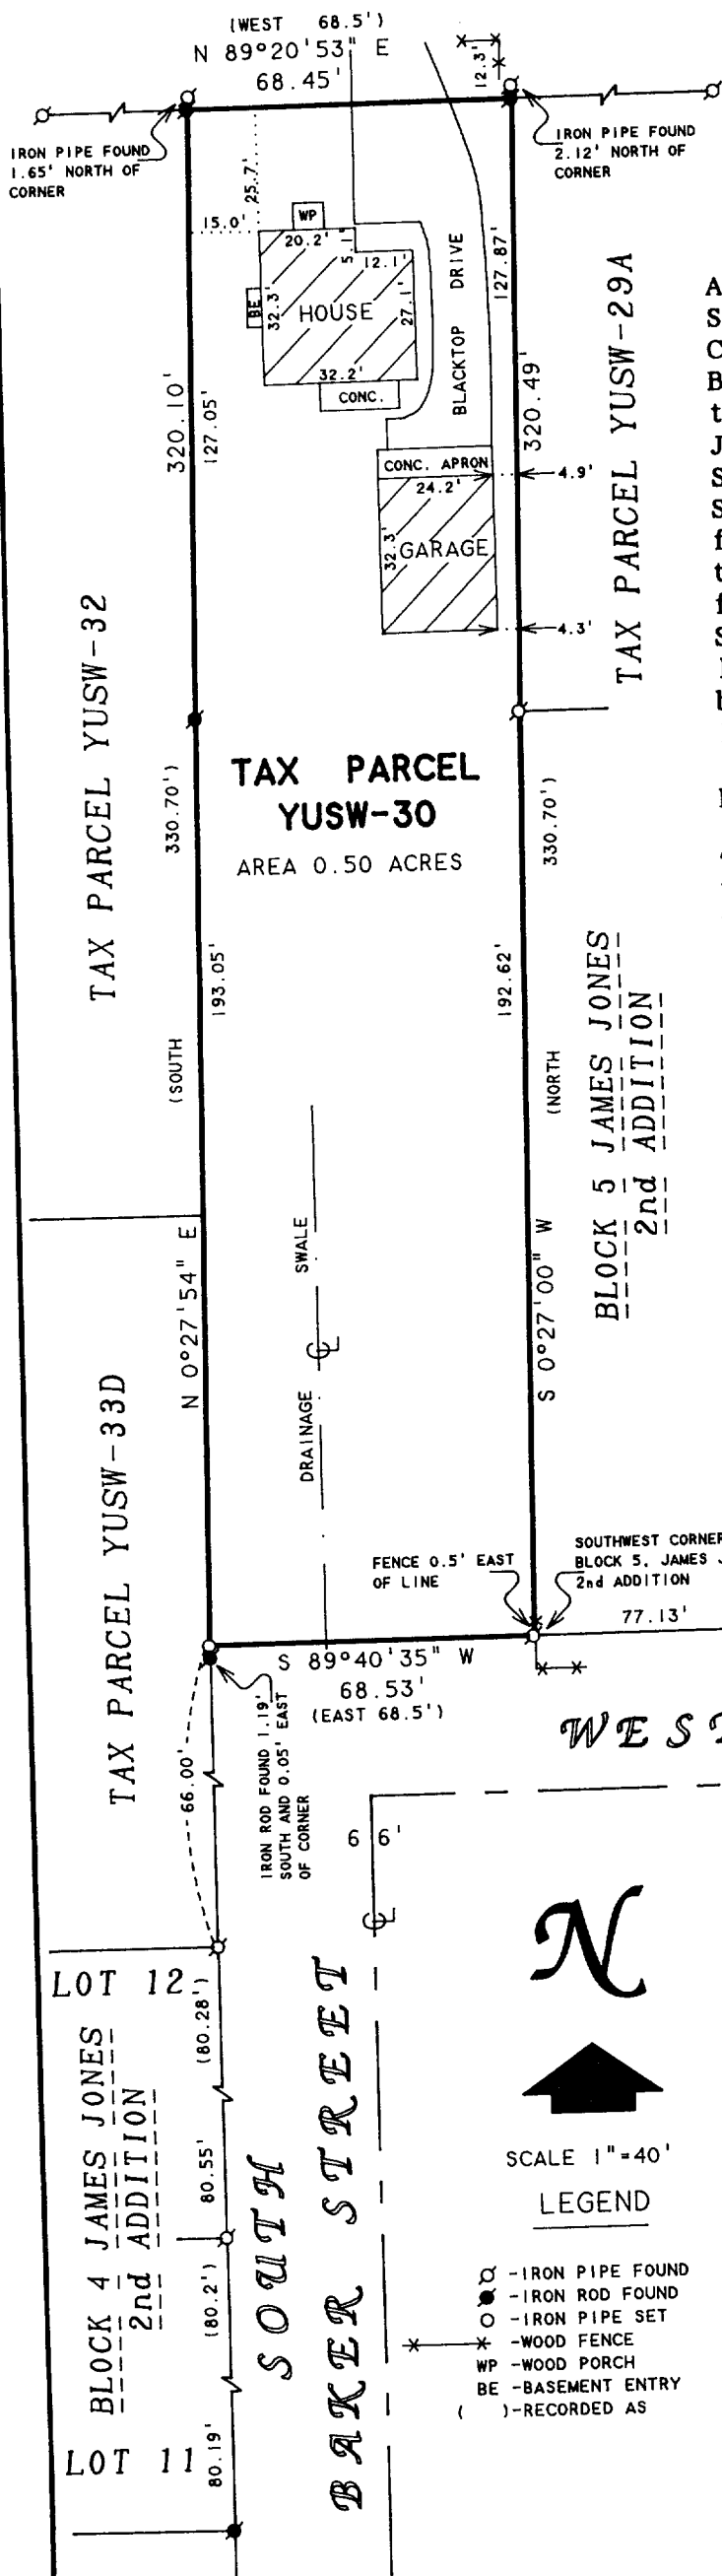 (WEST 68.5')
N 89°20'53" E
68.45'
12.3'
IRON PIPE FOUND
1.65' NORTH OF
CORNER
IRON PIPE FOUND
2.12' NORTH OF
CORNER
25.7'
15.0'
WP
20.2'
5.1'
12.1'
BE
32.3'
HOUSE
27.1'
32.2'
CONC.
BLACKTOP DRIVE
127.87'
320.49'
320.10'
127.05'
CONC. APRON
24.2'
4.9'
32.3'
GARAGE
4.3'
TAX PARCEL YUSW-29A
TAX PARCEL YUSW-32
TAX PARCEL
YUSW-30
AREA 0.50 ACRES
(SOUTH 330.70')
(NORTH 330.70')
193.05'
192.62'
BLOCK 5 JAMES JONES
2nd ADDITION
N 0°27'54" E
S 0°27'00" W
DRAINAGE SWALE
TAX PARCEL YUSW-33D
FENCE 0.5' EAST
OF LINE
SOUTHWEST CORNER
BLOCK 5, JAMES J
2nd ADDITION
77.13'
S 89°40'35" W
68.53'
(EAST 68.5')
IRON ROD FOUND 1.19'
SOUTH AND 0.05' EAST
OF CORNER
66.00'
WEST
66'
LOT 12
(80.28')
80.55'
BLOCK 4 JAMES JONES
2nd ADDITION
(80.2')
80.19'
LOT 11
SOUTH
BAKER STREET
N
SCALE 1"=40'
LEGEND
-IRON PIPE FOUND
-IRON ROD FOUND
-IRON PIPE SET
-WOOD FENCE
WP -WOOD PORCH
BE -BASEMENT ENTRY
( )-RECORDED AS